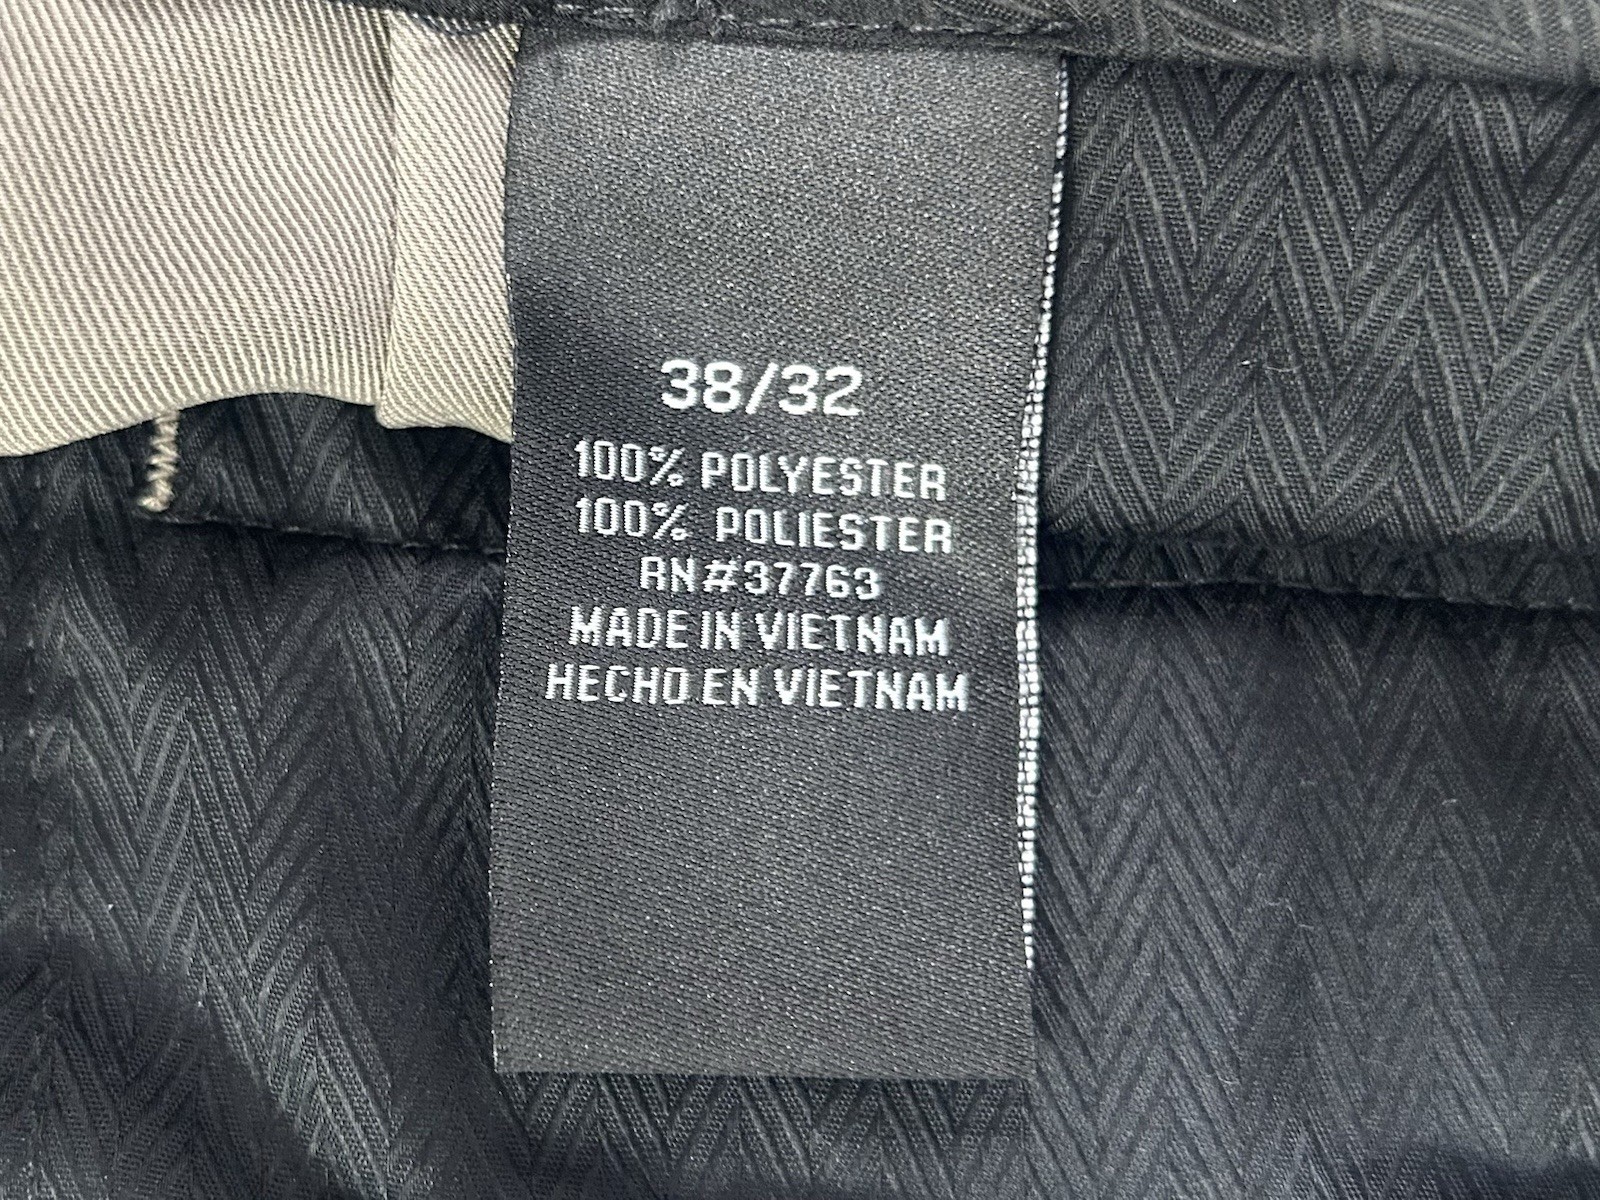 38/32
100% POLYESTER
100% POLIESTER
RN#37763
MADE IN VIETNAM
HECHO EN VIETNAM